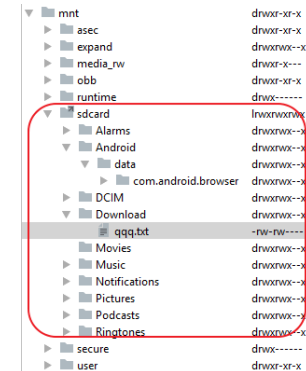 mnt drwxr-xr-x
asec drwxr-xr-x
expand drwxrwx--x
media_rw drwxr-x---
obb drwxr-xr-x
runtime drwx------
sdcard lrwxrwxrwx
Alarms drwxrwx--x
Android drwxrwx--x
data drwxrwx--x
com.android.browser drwxrwx--x
DCIM drwxrwx--x
Download drwxrwx--x
qqq.txt -rw-rw----
Movies drwxrwx--x
Music drwxrwx--x
Notifications drwxrwx--x
Pictures drwxrwx--x
Podcasts drwxrwx--x
Ringtones drwxrwx--x
secure drwx------
user drwxr-xr-x